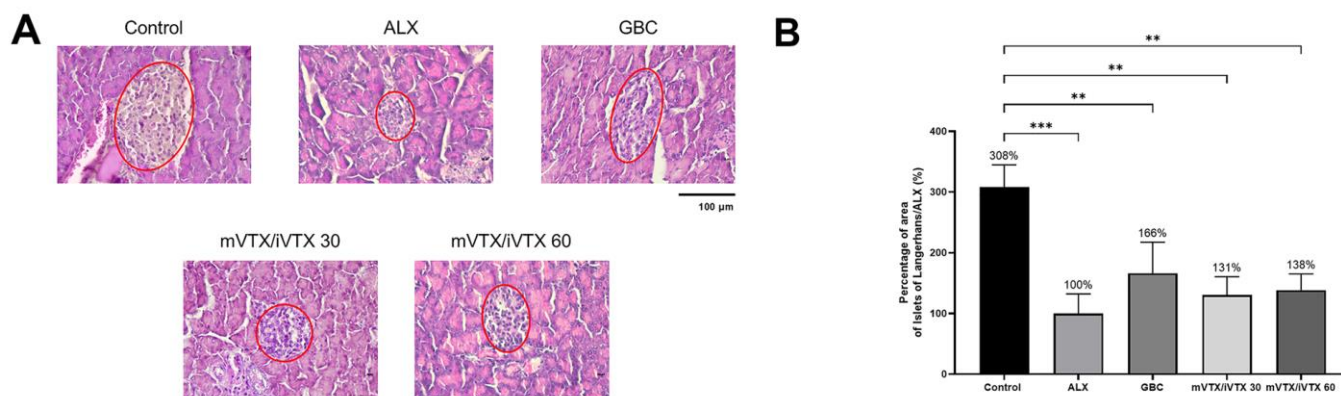 A
Control
ALX
GBC
100 µm
mVTX/iVTX 30
mVTX/iVTX 60
B
**
**
**
***
Percentage of area
of Islets of Langerhans/ALX (%)
400
300
200
100
0
308%
100%
166%
131%
138%
Control
ALX
GBC
mVTX/iVTX 30
mVTX/iVTX 60